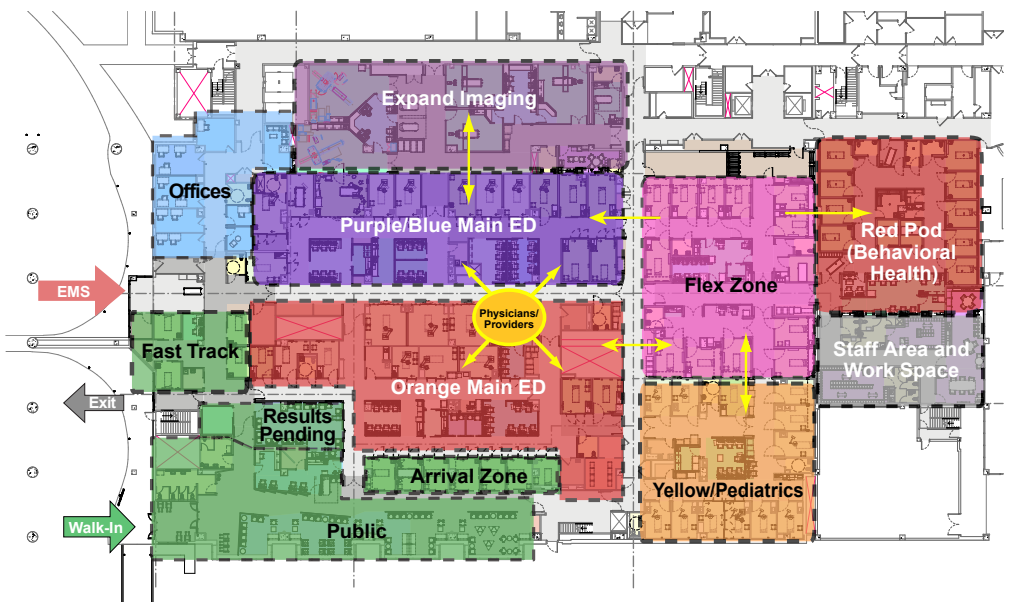 Expand Imaging
Offices
Purple/Blue Main ED
Red Pod
(Behavioral
Health)
Flex Zone
EMS
Physicians/
Providers
Fast Track
Staff Area and
Work Space
Orange Main ED
Exit
Results
Pending
Arrival Zone
Yellow/Pediatrics
Walk-In
Public